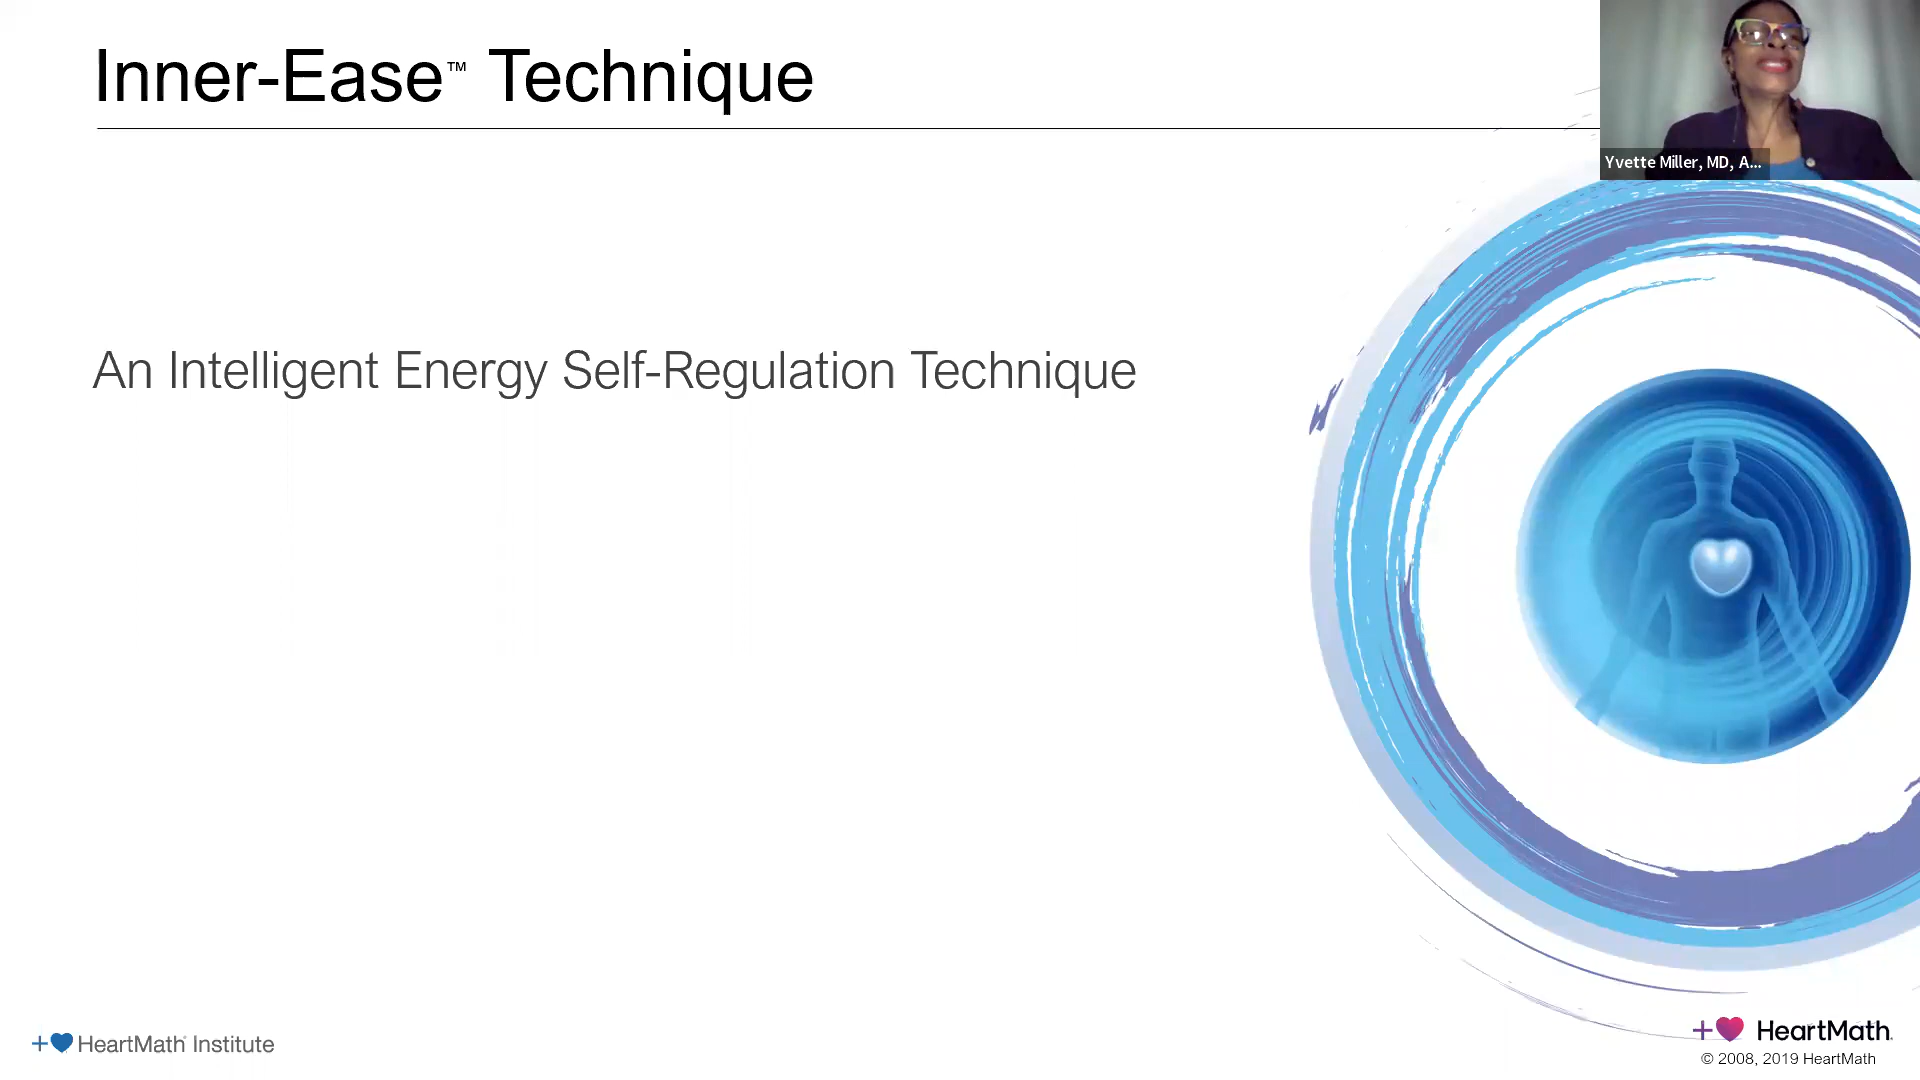 Inner-Ease™ Technique
Yvette Miller, MD, A...
An Intelligent Energy Self-Regulation Technique
HeartMath Institute
HeartMath
© 2008, 2019 HeartMath